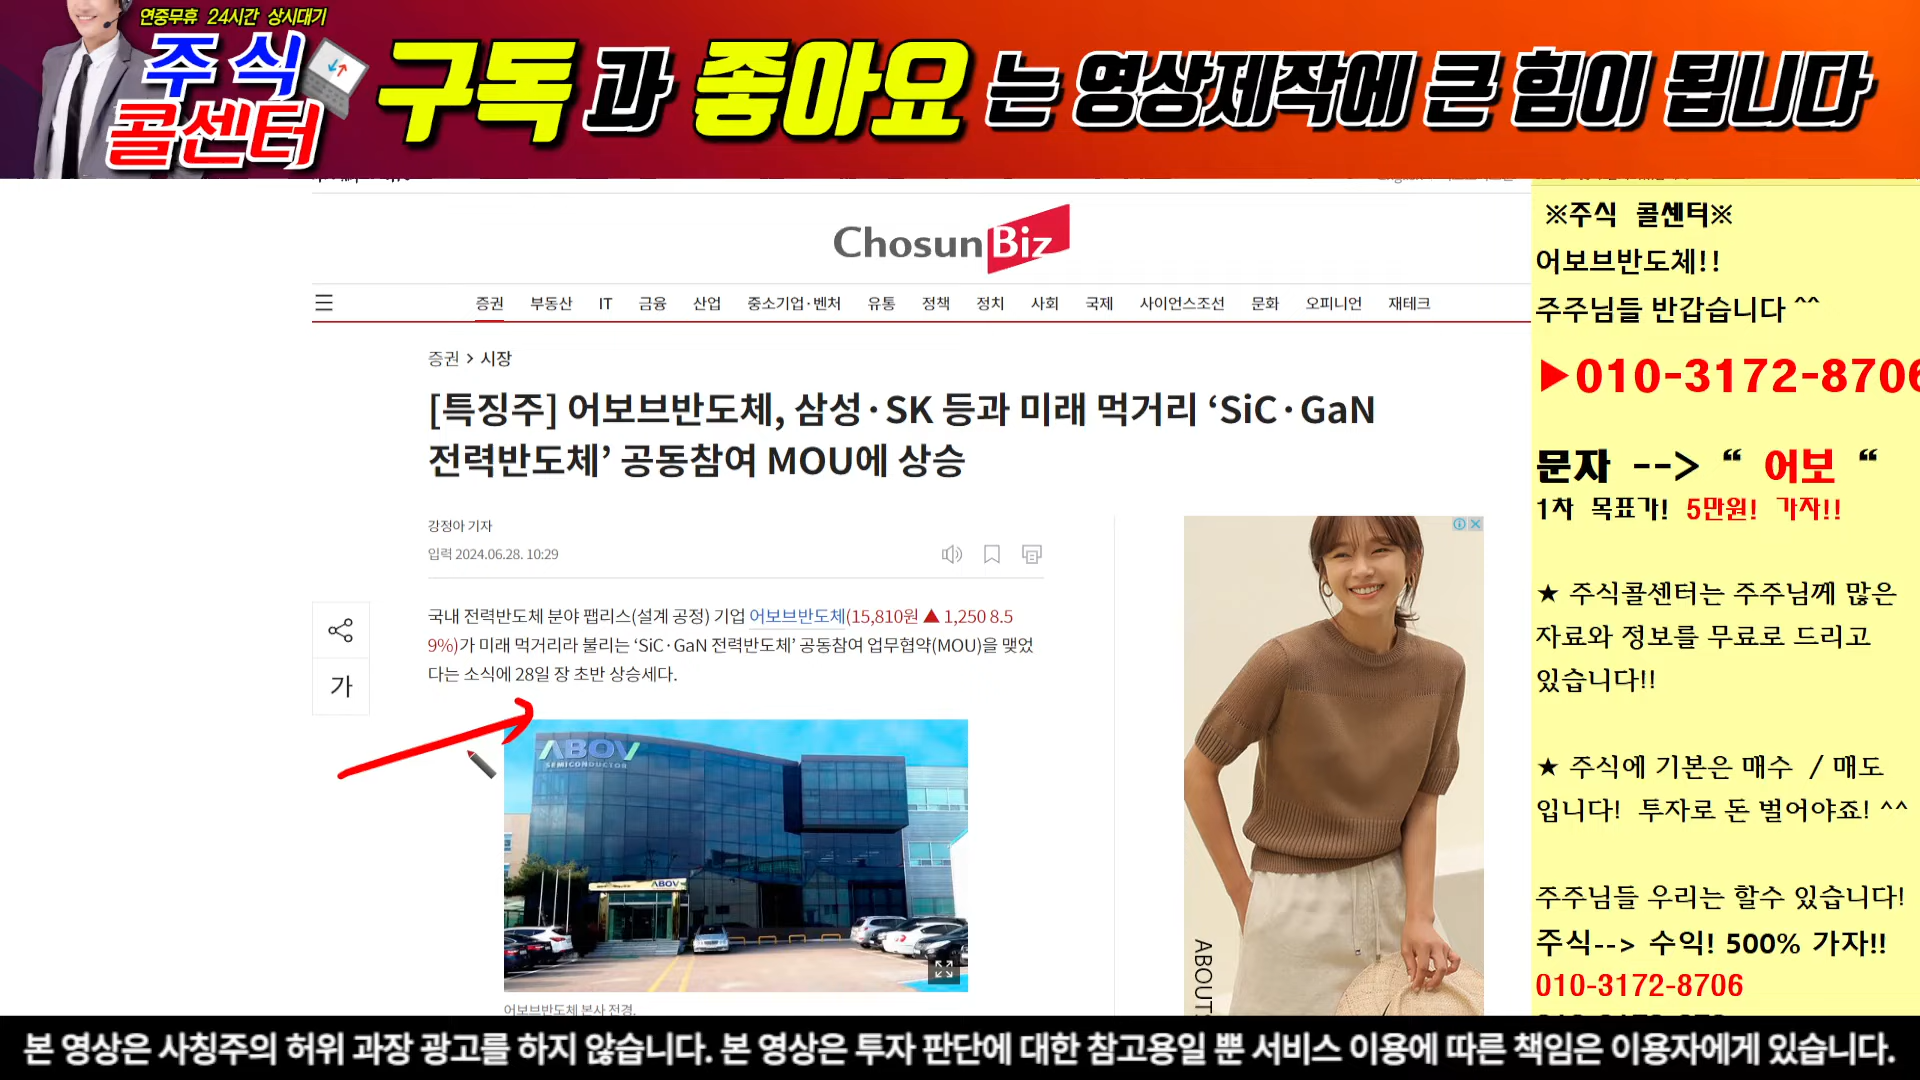 연중무휴 24시간 상시대기
주식
콜센터
구독과 좋아요는 영상제작에 큰 힘이 됩니다
ChosunBiz
증권 부동산 IT 금융 산업 중소기업·벤처 유통 정책 정치 사회 국제 사이언스조선 문화 오피니언 재테크
증권 > 시장
[특징주] 어보브반도체, 삼성·SK 등과 미래 먹거리 ‘SiC·GaN
전력반도체’ 공동참여 MOU에 상승
강정아 기자
입력 2024.06.28. 10:29
가
국내 전력반도체 분야 팹리스(설계 공정) 기업 어보브반도체(15,810원 ▲ 1,250 8.5
9%)가 미래 먹거리라 불리는 ‘SiC·GaN 전력반도체’ 공동참여 업무협약(MOU)을 맺었
다는 소식에 28일 장 초반 상승세다.
ABOV
SEMICONDUCTOR
ABOV
어보브반도체 본사 전경.
ABOUT
※주식 콜센터※
어보브반도체!!
주주님들 반갑습니다 ^^
▶010-3172-8706
문자 --> “ 어보 “
1차 목표가! 5만원! 가자!!
★ 주식콜센터는 주주님께 많은
자료와 정보를 무료로 드리고
있습니다!!
★ 주식에 기본은 매수 / 매도
입니다! 투자로 돈 벌어야죠! ^^
주주님들 우리는 할수 있습니다!
주식--> 수익! 500% 가자!!
010-3172-8706
본 영상은 사칭주의 허위 과장 광고를 하지 않습니다. 본 영상은 투자 판단에 대한 참고용일 뿐 서비스 이용에 따른 책임은 이용자에게 있습니다.